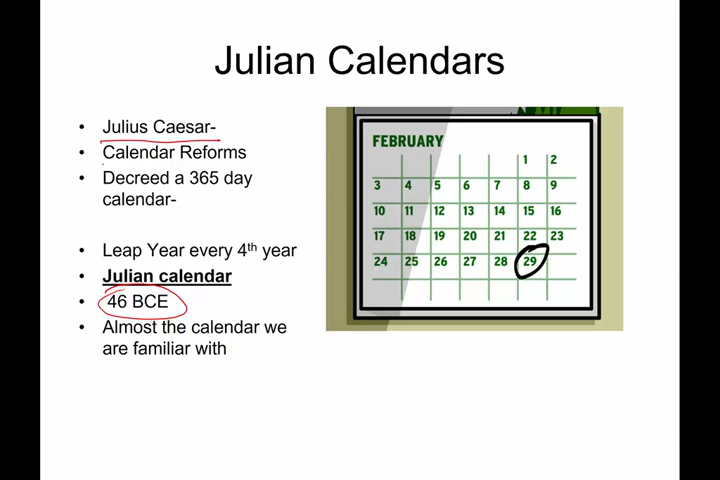 Julian Calendars
• Julius Caesar-
• Calendar Reforms
• Decreed a 365 day
calendar-
• Leap Year every 4th year
• Julian calendar
• 46 BCE
• Almost the calendar we
are familiar with
FEBRUARY
1 2
3 4 5 6 7 8 9
10 11 12 13 14 15 16
17 18 19 20 21 22 23
24 25 26 27 28 29